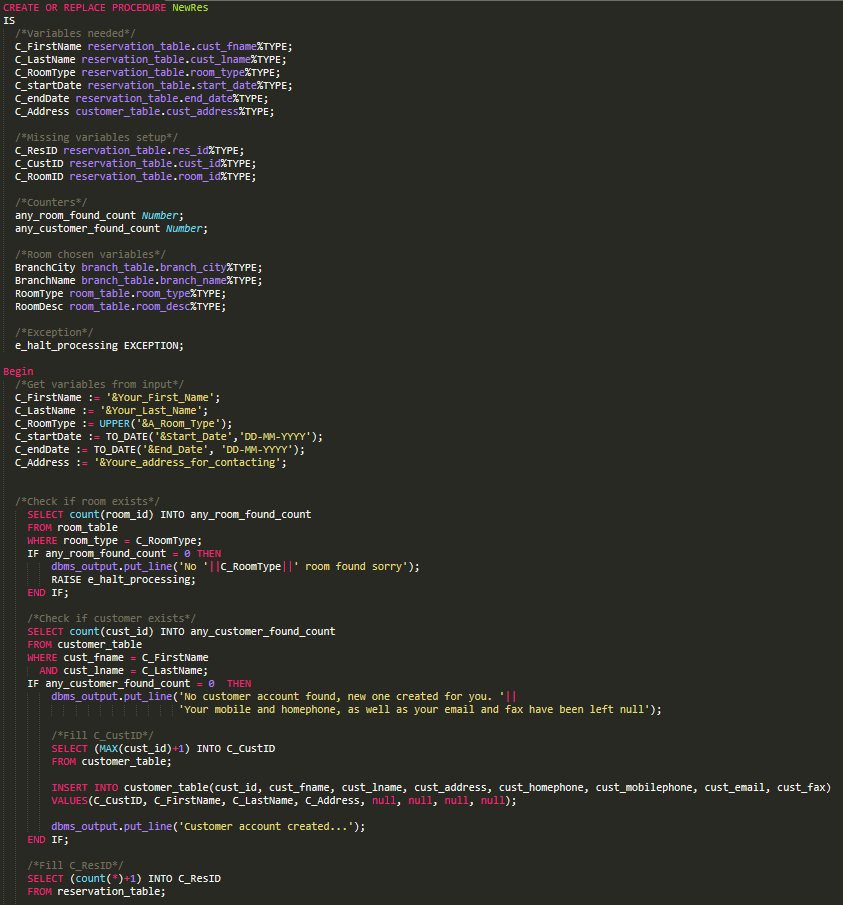 CREATE OR REPLACE PROCEDURE NewRes
IS
/*Variables needed*/
C_FirstName reservation_table.cust_fname%TYPE;
C_LastName reservation_table.cust_lname%TYPE;
C_RoomType reservation_table.room_type%TYPE;
C_startDate reservation_table.start_date%TYPE;
C_endDate reservation_table.end_date%TYPE;
C_Address customer_table.cust_address%TYPE;
/*Missing variables setup*/
C_ResID reservation_table.res_id%TYPE;
C_CustID reservation_table.cust_id%TYPE;
C_RoomID reservation_table.room_id%TYPE;
/*Counters*/
any_room_found_count Number;
any_customer_found_count Number;
/*Room chosen variables*/
BranchCity branch_table.branch_city%TYPE;
BranchName branch_table.branch_name%TYPE;
RoomType room_table.room_type%TYPE;
RoomDesc room_table.room_desc%TYPE;
/*Exception*/
e_halt_processing EXCEPTION;
Begin
/*Get variables from input*/
C_FirstName := '&Your_First_Name';
C_LastName := '&Your_Last_Name';
C_RoomType := UPPER('&A_Room_Type');
C_startDate := TO_DATE('&Start_Date','DD-MM-YYYY');
C_endDate := TO_DATE('&End_Date', 'DD-MM-YYYY');
C_Address := '&Youre_address_for_contacting';
/*Check if room exists*/
SELECT count(room_id) INTO any_room_found_count
FROM room_table
WHERE room_type = C_RoomType;
IF any_room_found_count = 0 THEN
dbms_output.put_line('No '||C_RoomType||' room found sorry');
RAISE e_halt_processing;
END IF;
/*Check if customer exists*/
SELECT count(cust_id) INTO any_customer_found_count
FROM customer_table
WHERE cust_fname = C_FirstName
AND cust_lname = C_LastName;
IF any_customer_found_count = 0  THEN
dbms_output.put_line('No customer account found, new one created for you. '||
'Your mobile and homephone, as well as your email and fax have been left null');
/*Fill C_CustID*/
SELECT (MAX(cust_id)+1) INTO C_CustID
FROM customer_table;
INSERT INTO customer_table(cust_id, cust_fname, cust_lname, cust_address, cust_homephone, cust_mobilephone, cust_email, cust_fax)
VALUES(C_CustID, C_FirstName, C_LastName, C_Address, null, null, null, null);
dbms_output.put_line('Customer account created...');
END IF;
/*Fill C_ResID*/
SELECT (count(*)+1) INTO C_ResID
FROM reservation_table;